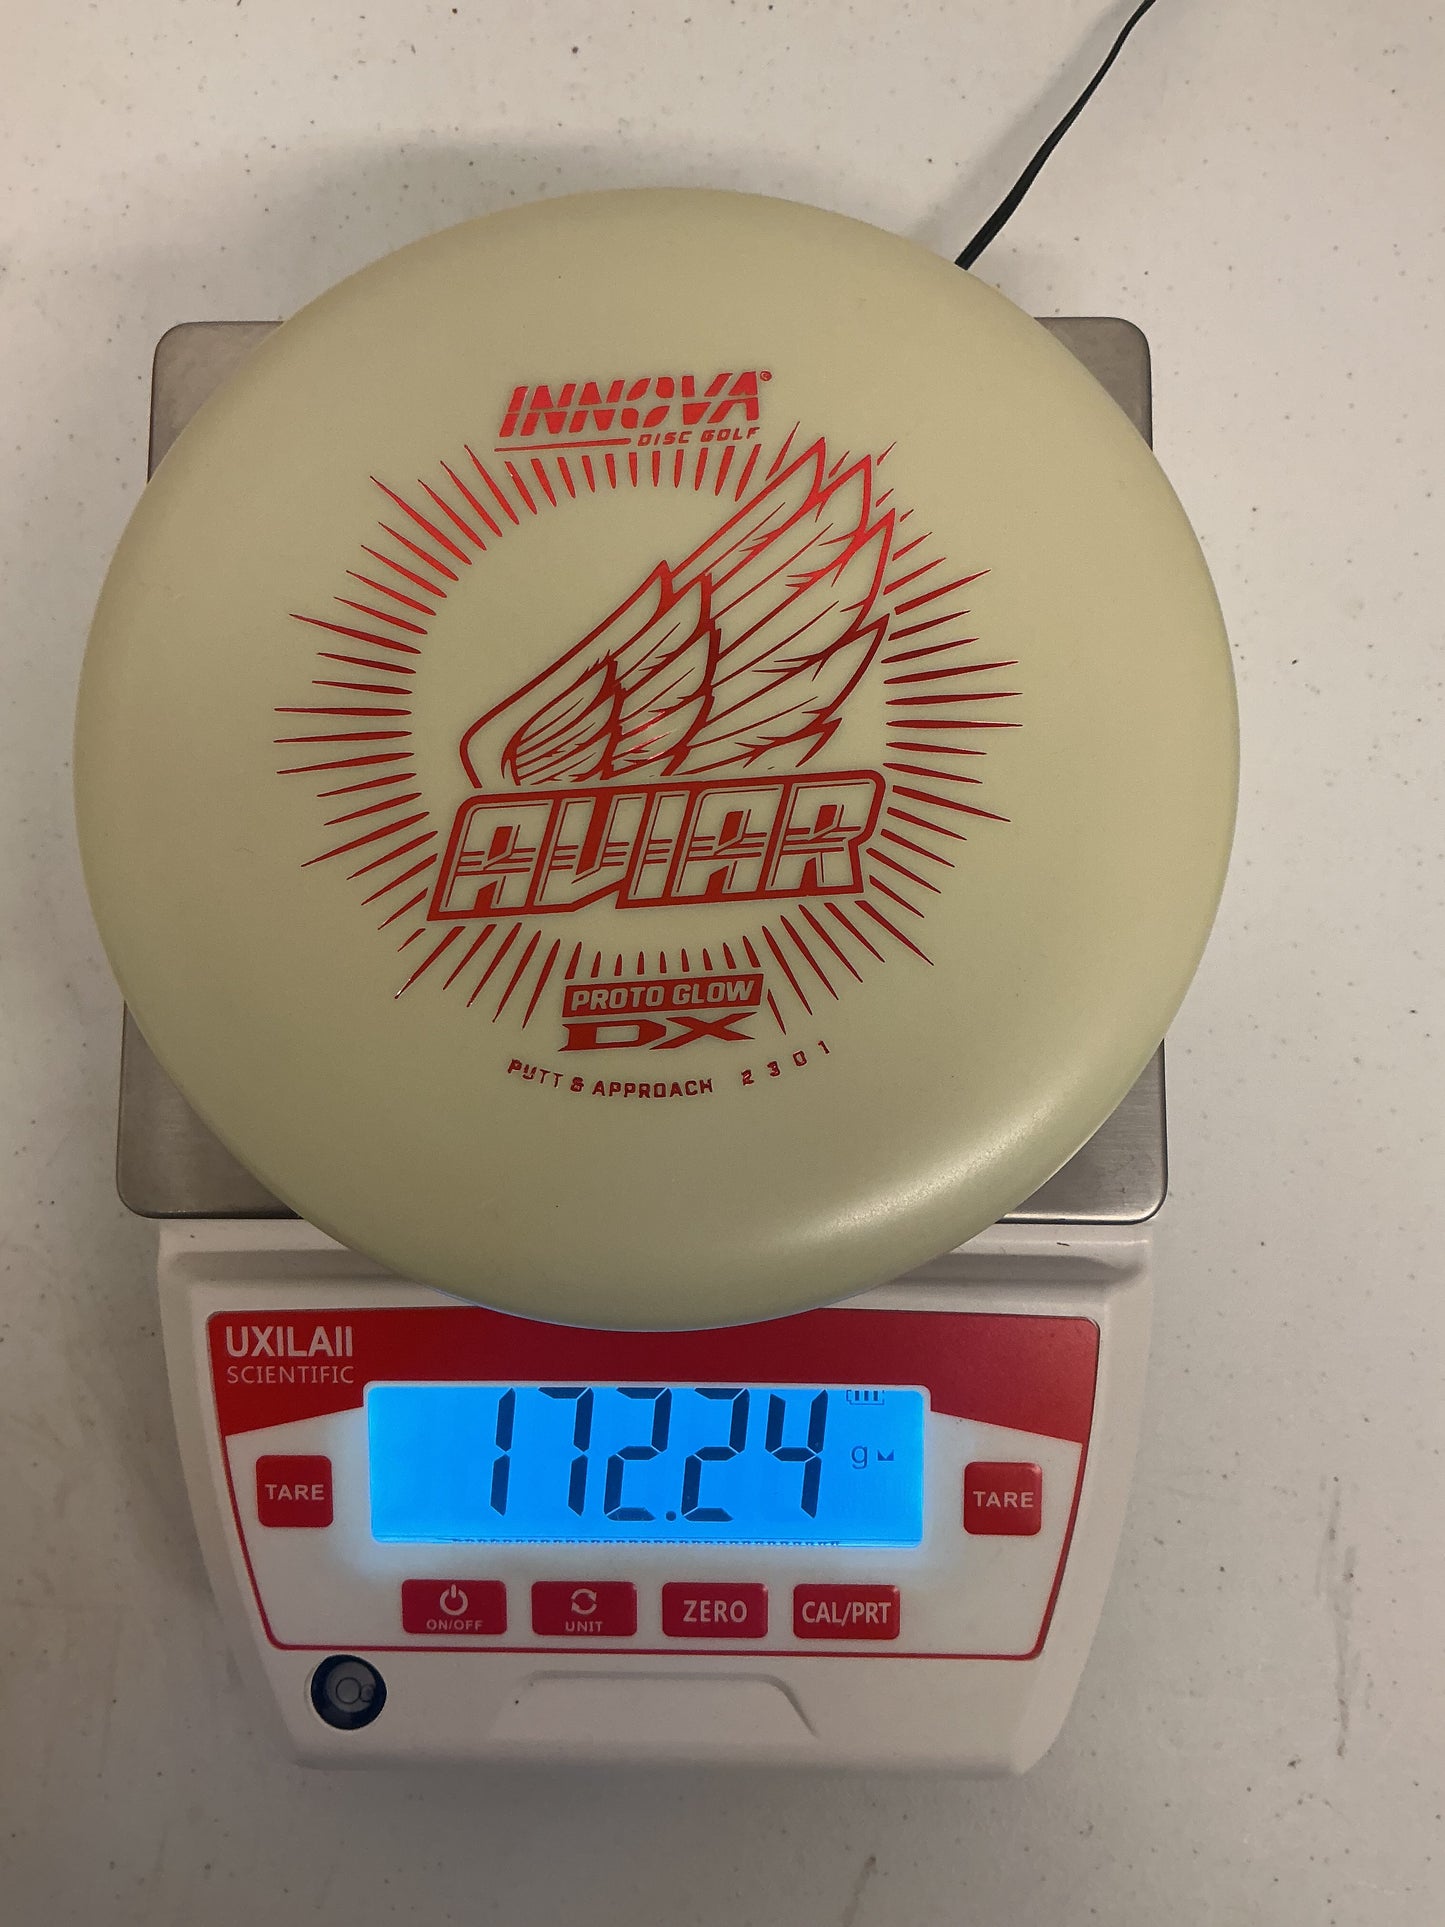 INNOVA®
DISC GOLF
AVIAR
PROTO GLOW
DX
PUTT & APPROACH 2 3 0 1
UXILAII
SCIENTIFIC
172.24 g
TARE
TARE
ON/OFF
UNIT
ZERO
CAL/PRT